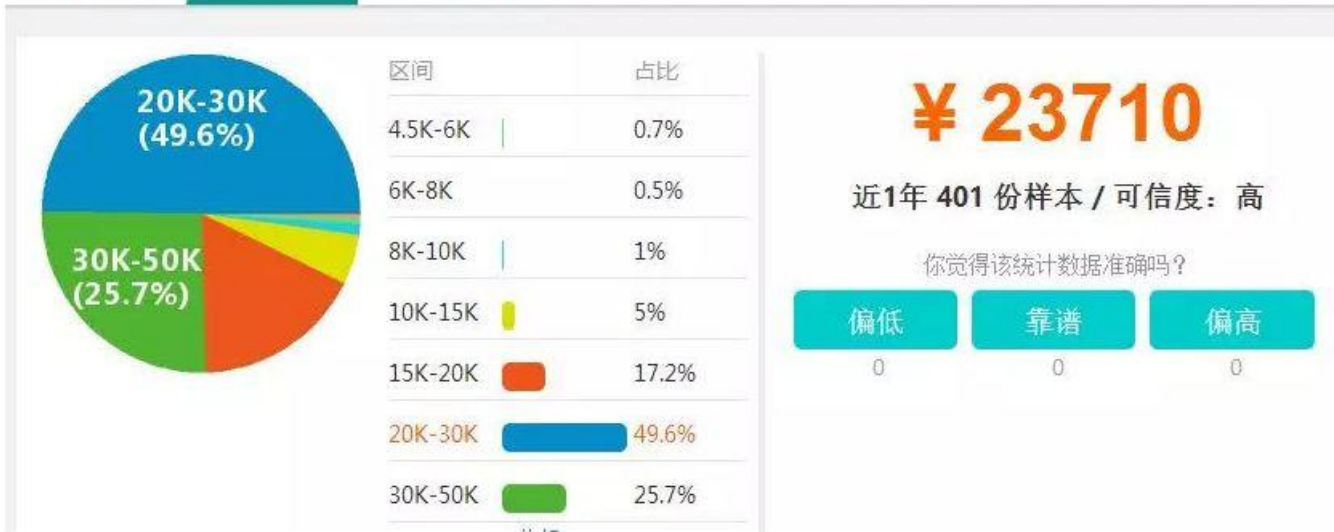 20K-30K
(49.6%)
30K-50K
(25.7%)
区间 占比
4.5K-6K 0.7%
6K-8K 0.5%
8K-10K 1%
10K-15K 5%
15K-20K 17.2%
20K-30K 49.6%
30K-50K 25.7%
¥ 23710
近1年 401 份样本 / 可信度：高
你觉得该统计数据准确吗？
偏低 靠谱 偏高
0 0 0